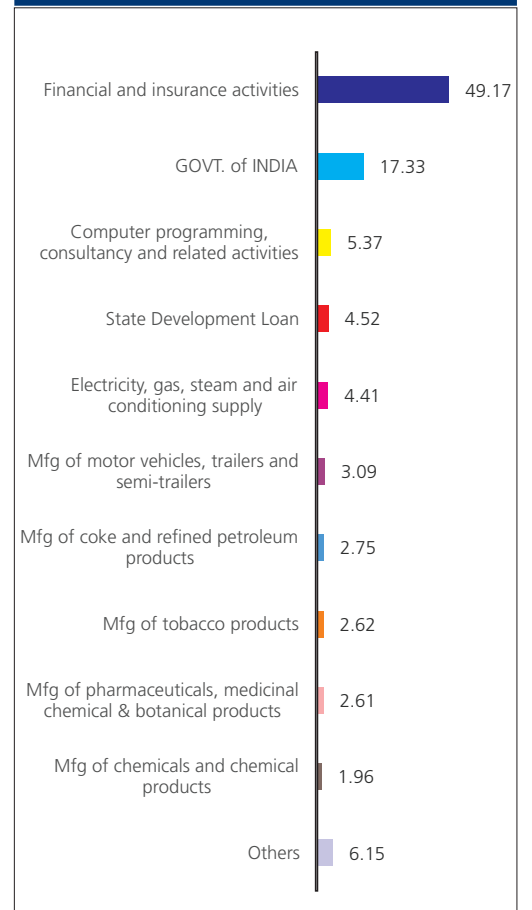 Financial and insurance activities 49.17
GOVT. of INDIA 17.33
Computer programming,
consultancy and related activities 5.37
State Development Loan 4.52
Electricity, gas, steam and air
conditioning supply 4.41
Mfg of motor vehicles, trailers and
semi-trailers 3.09
Mfg of coke and refined petroleum
products 2.75
Mfg of tobacco products 2.62
Mfg of pharmaceuticals, medicinal
chemical & botanical products 2.61
Mfg of chemicals and chemical
products 1.96
Others 6.15